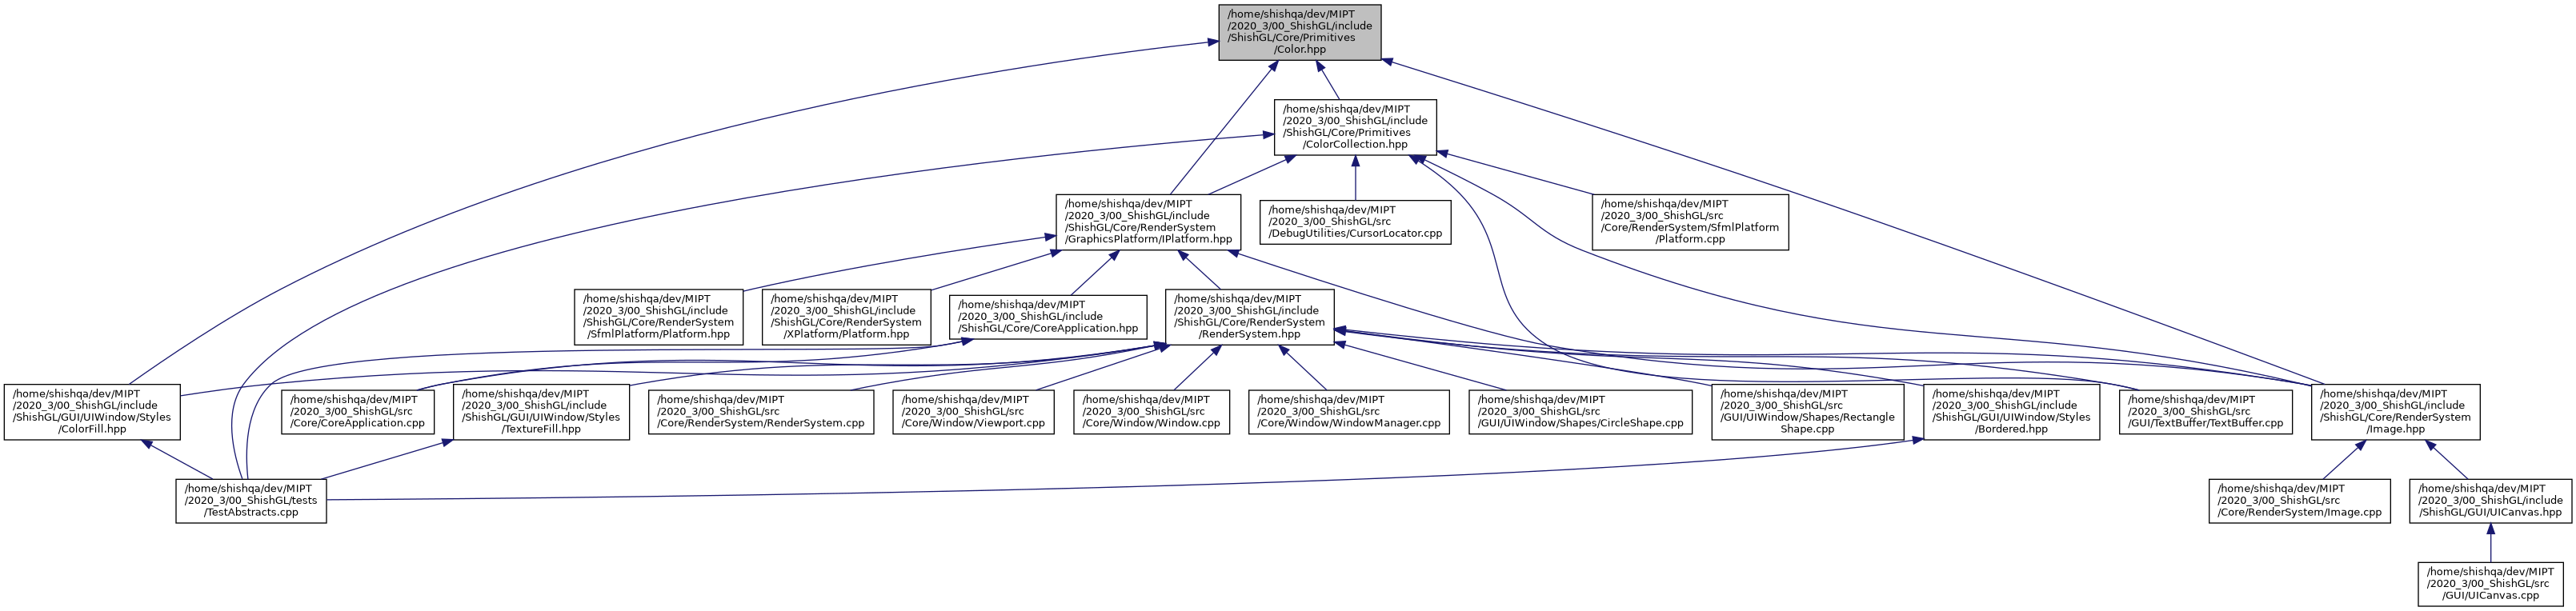 /home/shishqa/dev/MIPT
/2020_3/00_ShishGL/include
/ShishGL/Core/Primitives
/Color.hpp
/home/shishqa/dev/MIPT
/2020_3/00_ShishGL/include
/ShishGL/Core/Primitives
/ColorCollection.hpp
/home/shishqa/dev/MIPT
/2020_3/00_ShishGL/include
/ShishGL/Core/RenderSystem
/GraphicsPlatform/IPlatform.hpp
/home/shishqa/dev/MIPT
/2020_3/00_ShishGL/src
/DebugUtilities/CursorLocator.cpp
/home/shishqa/dev/MIPT
/2020_3/00_ShishGL/src
/Core/RenderSystem/SfmlPlatform
/Platform.cpp
/home/shishqa/dev/MIPT
/2020_3/00_ShishGL/include
/ShishGL/Core/RenderSystem
/SfmlPlatform/Platform.hpp
/home/shishqa/dev/MIPT
/2020_3/00_ShishGL/include
/ShishGL/Core/RenderSystem
/XPlatform/Platform.hpp
/home/shishqa/dev/MIPT
/2020_3/00_ShishGL/include
/ShishGL/Core/CoreApplication.hpp
/home/shishqa/dev/MIPT
/2020_3/00_ShishGL/include
/ShishGL/Core/RenderSystem
/RenderSystem.hpp
/home/shishqa/dev/MIPT
/2020_3/00_ShishGL/include
/ShishGL/GUI/UIWindow/Styles
/ColorFill.hpp
/home/shishqa/dev/MIPT
/2020_3/00_ShishGL/src
/Core/CoreApplication.cpp
/home/shishqa/dev/MIPT
/2020_3/00_ShishGL/include
/ShishGL/GUI/UIWindow/Styles
/TextureFill.hpp
/home/shishqa/dev/MIPT
/2020_3/00_ShishGL/src
/Core/RenderSystem/RenderSystem.cpp
/home/shishqa/dev/MIPT
/2020_3/00_ShishGL/src
/Core/Window/Viewport.cpp
/home/shishqa/dev/MIPT
/2020_3/00_ShishGL/src
/Core/Window/Window.cpp
/home/shishqa/dev/MIPT
/2020_3/00_ShishGL/src
/Core/Window/WindowManager.cpp
/home/shishqa/dev/MIPT
/2020_3/00_ShishGL/src
/GUI/UIWindow/Shapes/CircleShape.cpp
/home/shishqa/dev/MIPT
/2020_3/00_ShishGL/src
/GUI/UIWindow/Shapes/Rectangle
Shape.cpp
/home/shishqa/dev/MIPT
/2020_3/00_ShishGL/include
/ShishGL/GUI/UIWindow/Styles
/Bordered.hpp
/home/shishqa/dev/MIPT
/2020_3/00_ShishGL/src
/GUI/TextBuffer/TextBuffer.cpp
/home/shishqa/dev/MIPT
/2020_3/00_ShishGL/include
/ShishGL/Core/RenderSystem
/Image.hpp
/home/shishqa/dev/MIPT
/2020_3/00_ShishGL/tests
/TestAbstracts.cpp
/home/shishqa/dev/MIPT
/2020_3/00_ShishGL/src
/Core/RenderSystem/Image.cpp
/home/shishqa/dev/MIPT
/2020_3/00_ShishGL/include
/ShishGL/GUI/UICanvas.hpp
/home/shishqa/dev/MIPT
/2020_3/00_ShishGL/src
/GUI/UICanvas.cpp